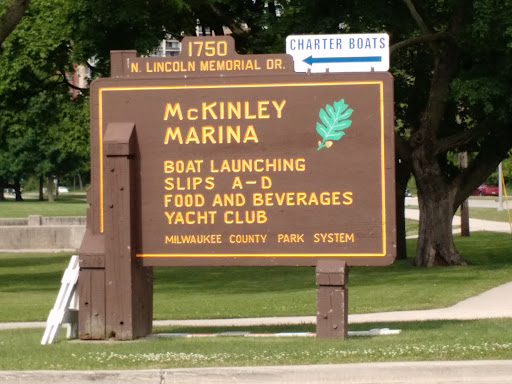 1750
N. LINCOLN MEMORIAL DR.
CHARTER BOATS
McKINLEY
MARINA
BOAT LAUNCHING
SLIPS A-D
FOOD AND BEVERAGES
YACHT CLUB
MILWAUKEE COUNTY PARK SYSTEM